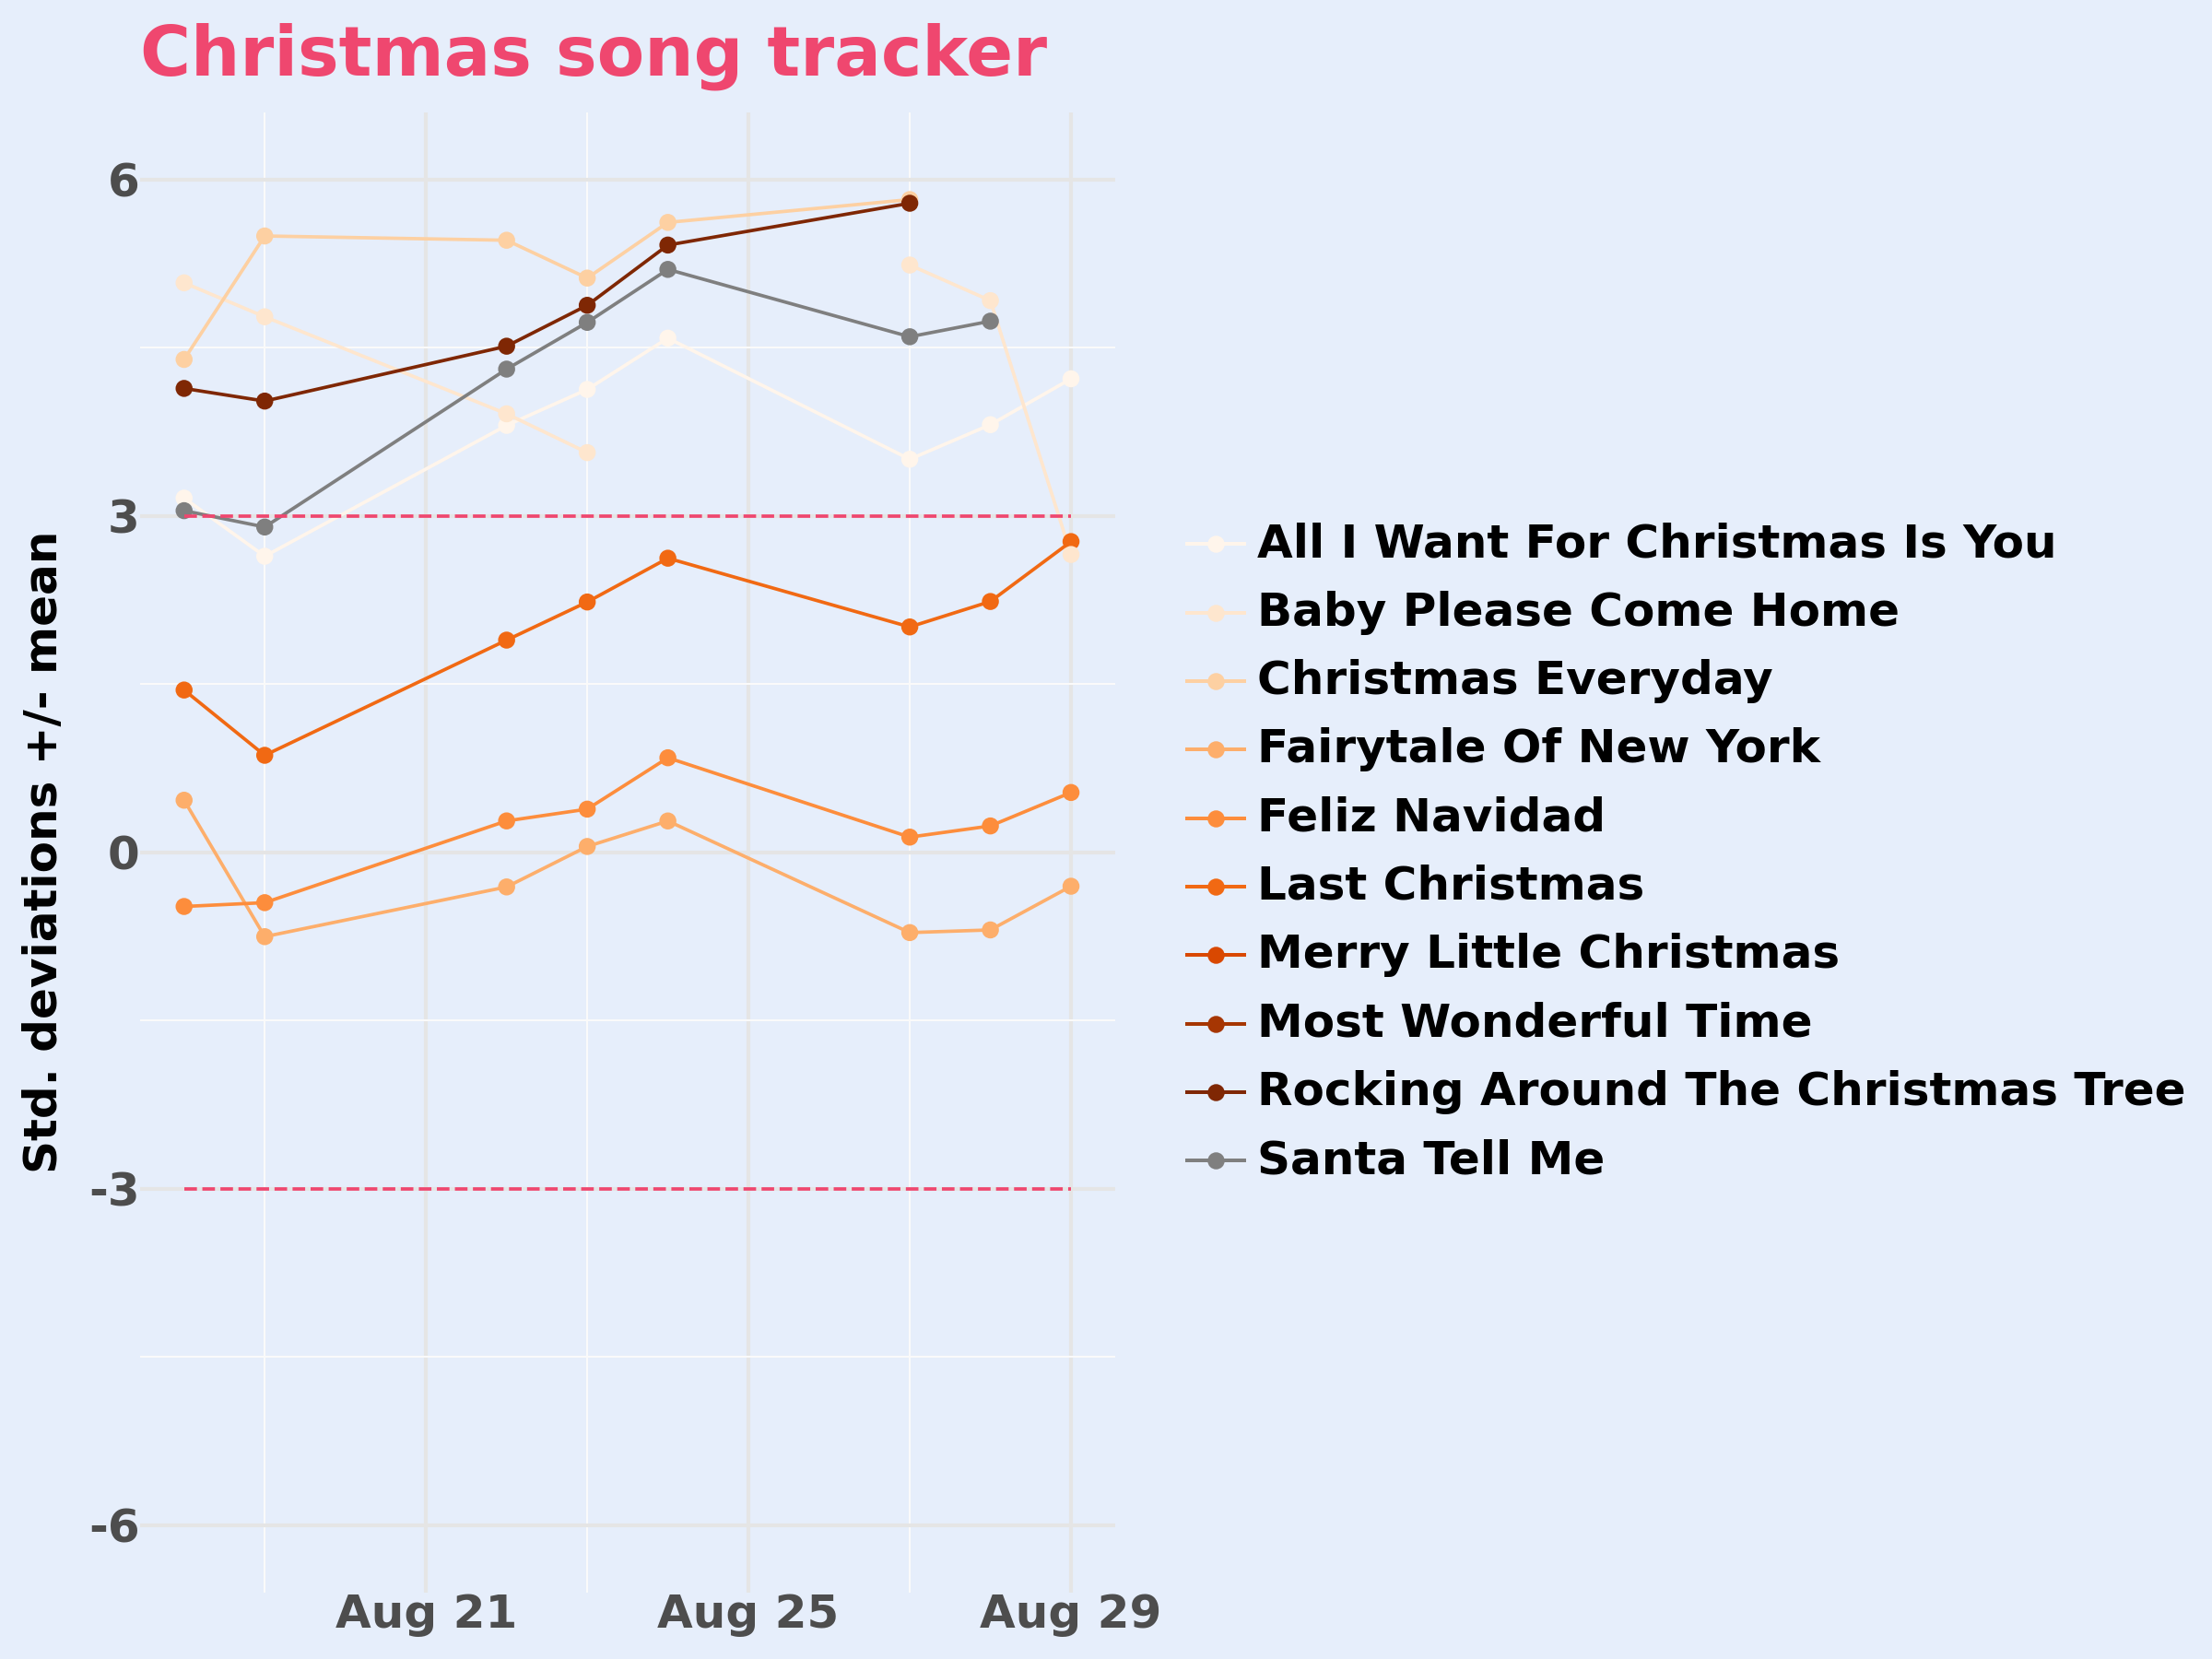 Christmas song tracker
6
3
0
-3
-6
Std. deviations +/- mean
Aug 21
Aug 25
Aug 29
All I Want For Christmas Is You
Baby Please Come Home
Christmas Everyday
Fairytale Of New York
Feliz Navidad
Last Christmas
Merry Little Christmas
Most Wonderful Time
Rocking Around The Christmas Tree
Santa Tell Me